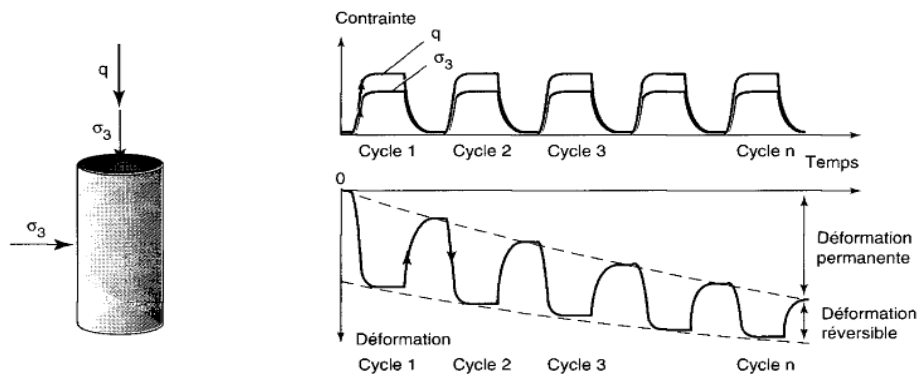 q
σ3
σ3
Contrainte
q
σ3
Cycle 1 Cycle 2 Cycle 3 Cycle n
Temps
0
Déformation
permanente
Déformation
réversible
Déformation
Cycle 1 Cycle 2 Cycle 3 Cycle n